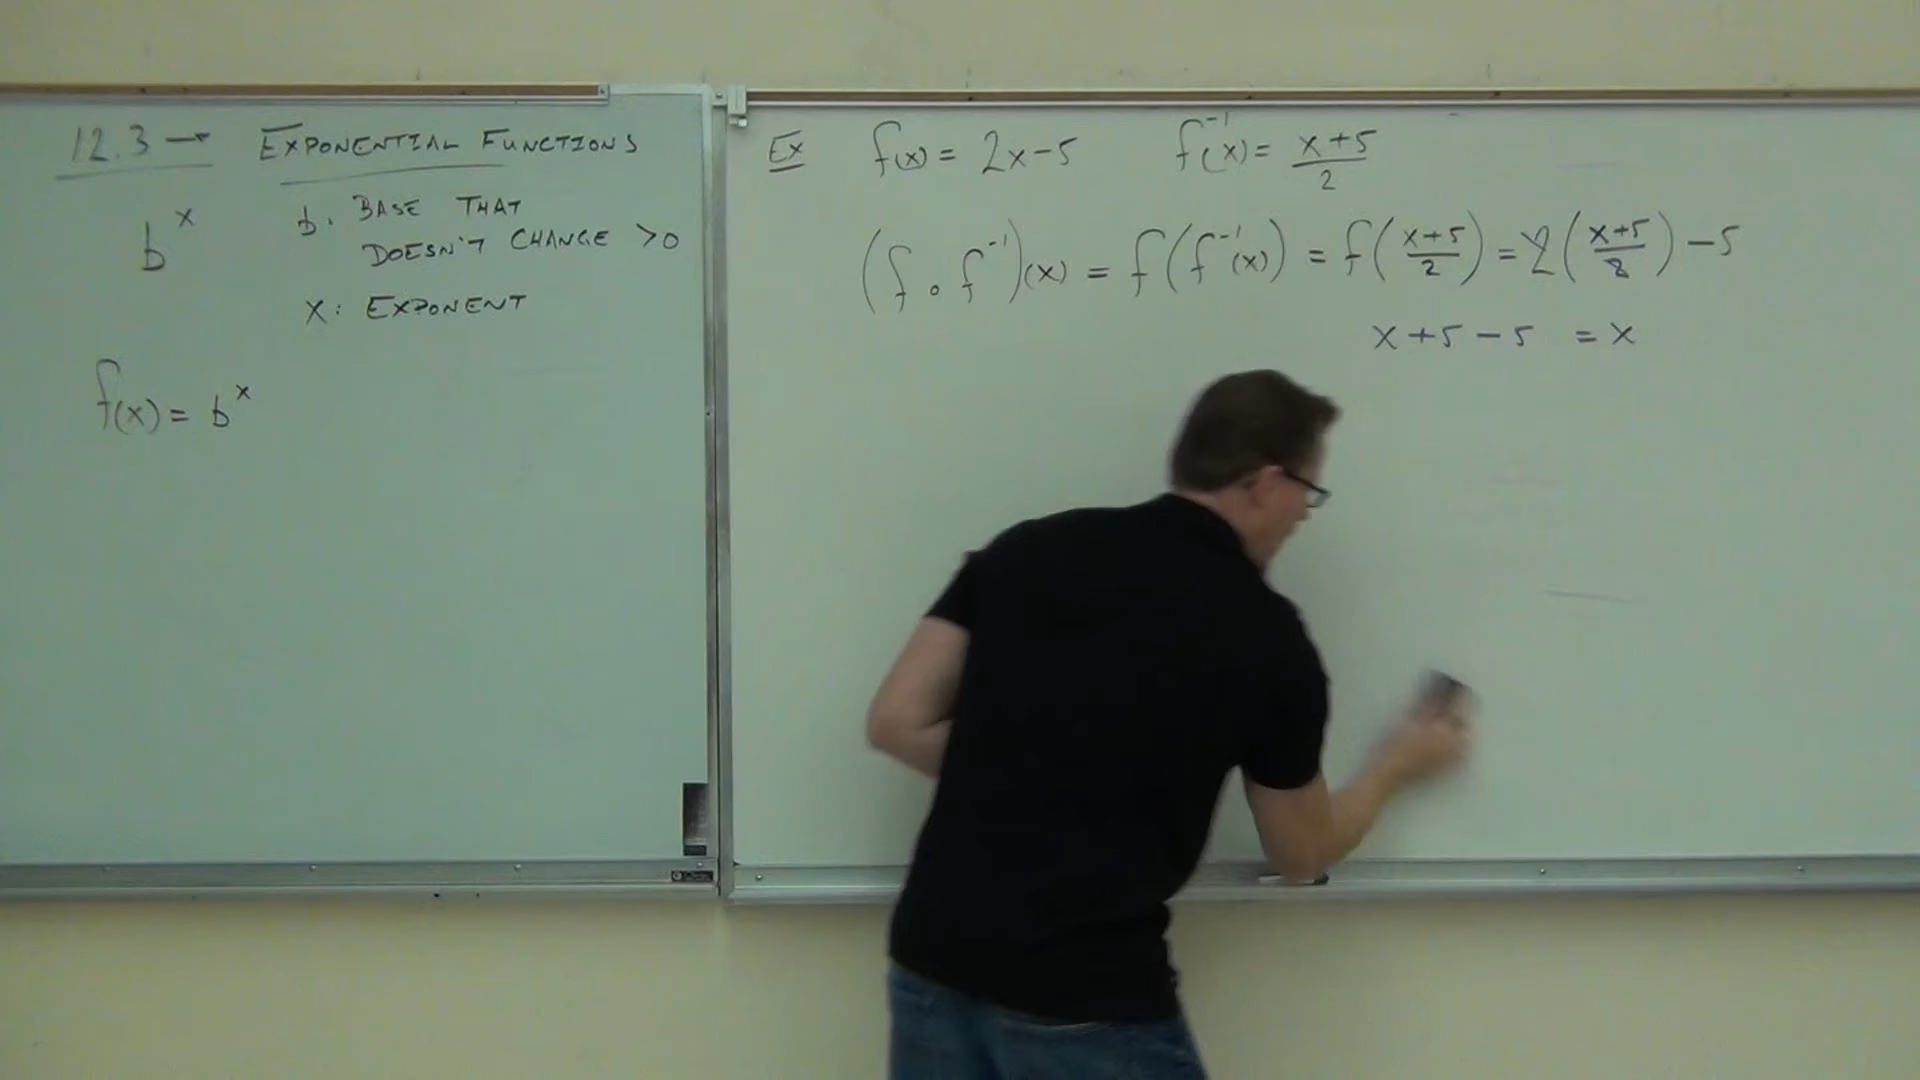 12.3 → EXPONENTIAL FUNCTIONS
b^x
b: BASE THAT
DOESN'T CHANGE >0
x: EXPONENT
f(x) = b^x
Ex f(x) = 2x-5 f^-1(x) = (x+5)/2
(f ∘ f^-1)(x) = f(f^-1(x)) = f((x+5)/2) = 2((x+5)/2) - 5
x+5-5 = x